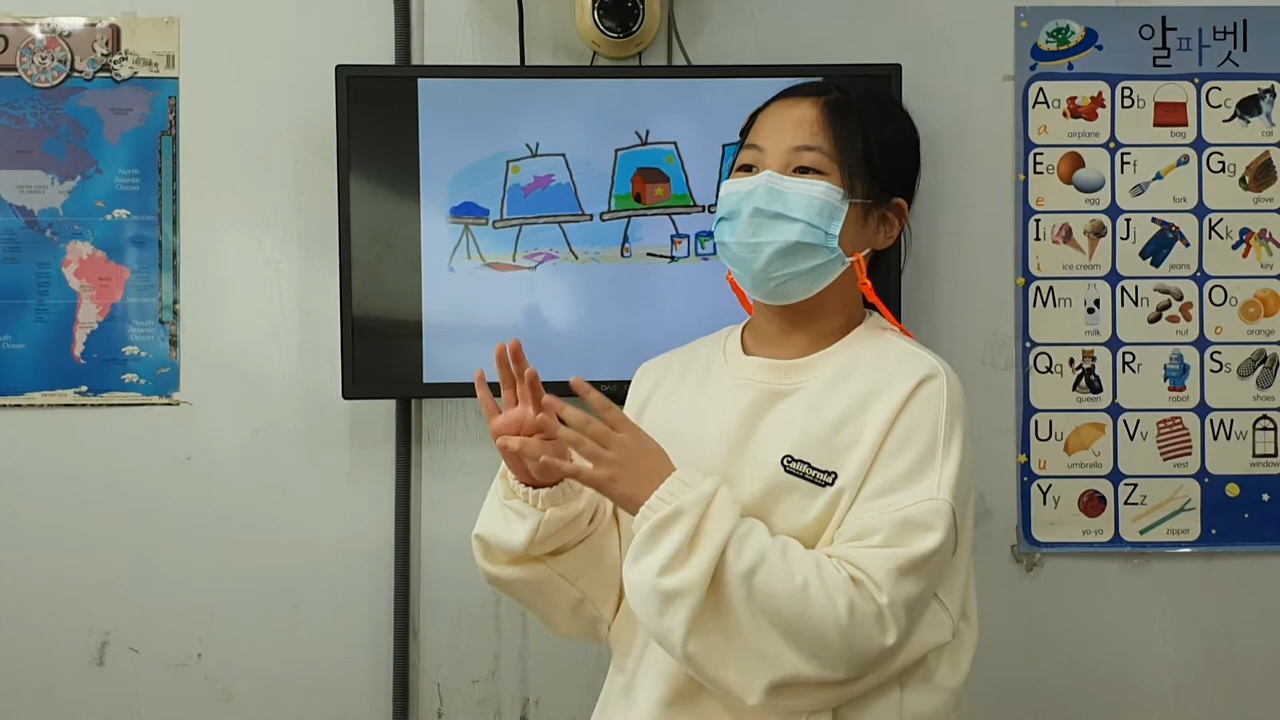 North
Atlantic
Ocean
South
Atlantic
Ocean
California
알파벳
Aa
a
airplane
Bb
bag
Cc
cat
Ee
e
egg
Ff
fork
Gg
glove
Ii
i
ice cream
Jj
jeans
Kk
key
Mm
milk
Nn
nut
Oo
o
orange
Qq
queen
Rr
robot
Ss
shoes
Uu
u
umbrella
Vv
vest
Ww
window
Yy
yo-yo
Zz
zipper